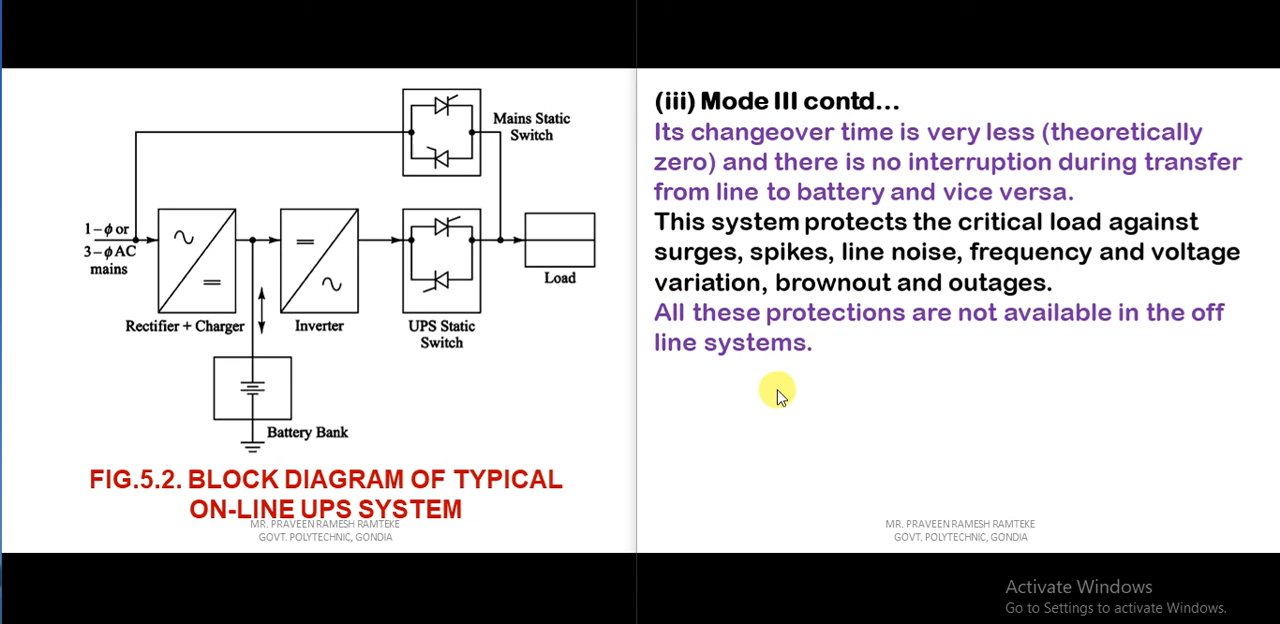 Mains Static
Switch
1-ϕ or
3-ϕ AC
mains
Load
Rectifier + Charger
Inverter
UPS Static
Switch
Battery Bank
FIG.5.2. BLOCK DIAGRAM OF TYPICAL
ON-LINE UPS SYSTEM
MR. PRAVEEN RAMESH RAMTEKE
GOVT. POLYTECHNIC, GONDIA
(iii) Mode III contd...
Its changeover time is very less (theoretically
zero) and there is no interruption during transfer
from line to battery and vice versa.
This system protects the critical load against
surges, spikes, line noise, frequency and voltage
variation, brownout and outages.
All these protections are not available in the off
line systems.
MR. PRAVEEN RAMESH RAMTEKE
GOVT. POLYTECHNIC, GONDIA
Activate Windows
Go to Settings to activate Windows.